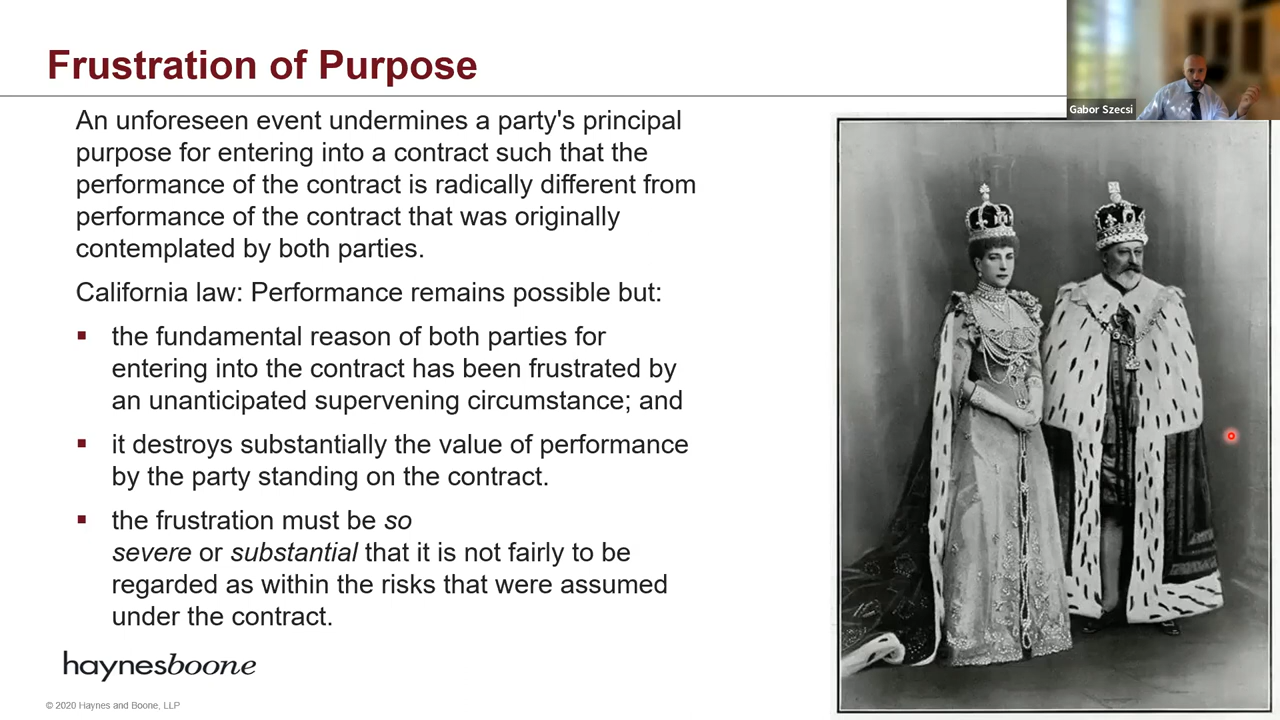 Frustration of Purpose
Gabor Szecsi
An unforeseen event undermines a party's principal
purpose for entering into a contract such that the
performance of the contract is radically different from
performance of the contract that was originally
contemplated by both parties.
California law: Performance remains possible but:
▪ the fundamental reason of both parties for
entering into the contract has been frustrated by
an unanticipated supervening circumstance; and
▪ it destroys substantially the value of performance
by the party standing on the contract.
▪ the frustration must be so
severe or substantial that it is not fairly to be
regarded as within the risks that were assumed
under the contract.
haynesboone
© 2020 Haynes and Boone, LLP